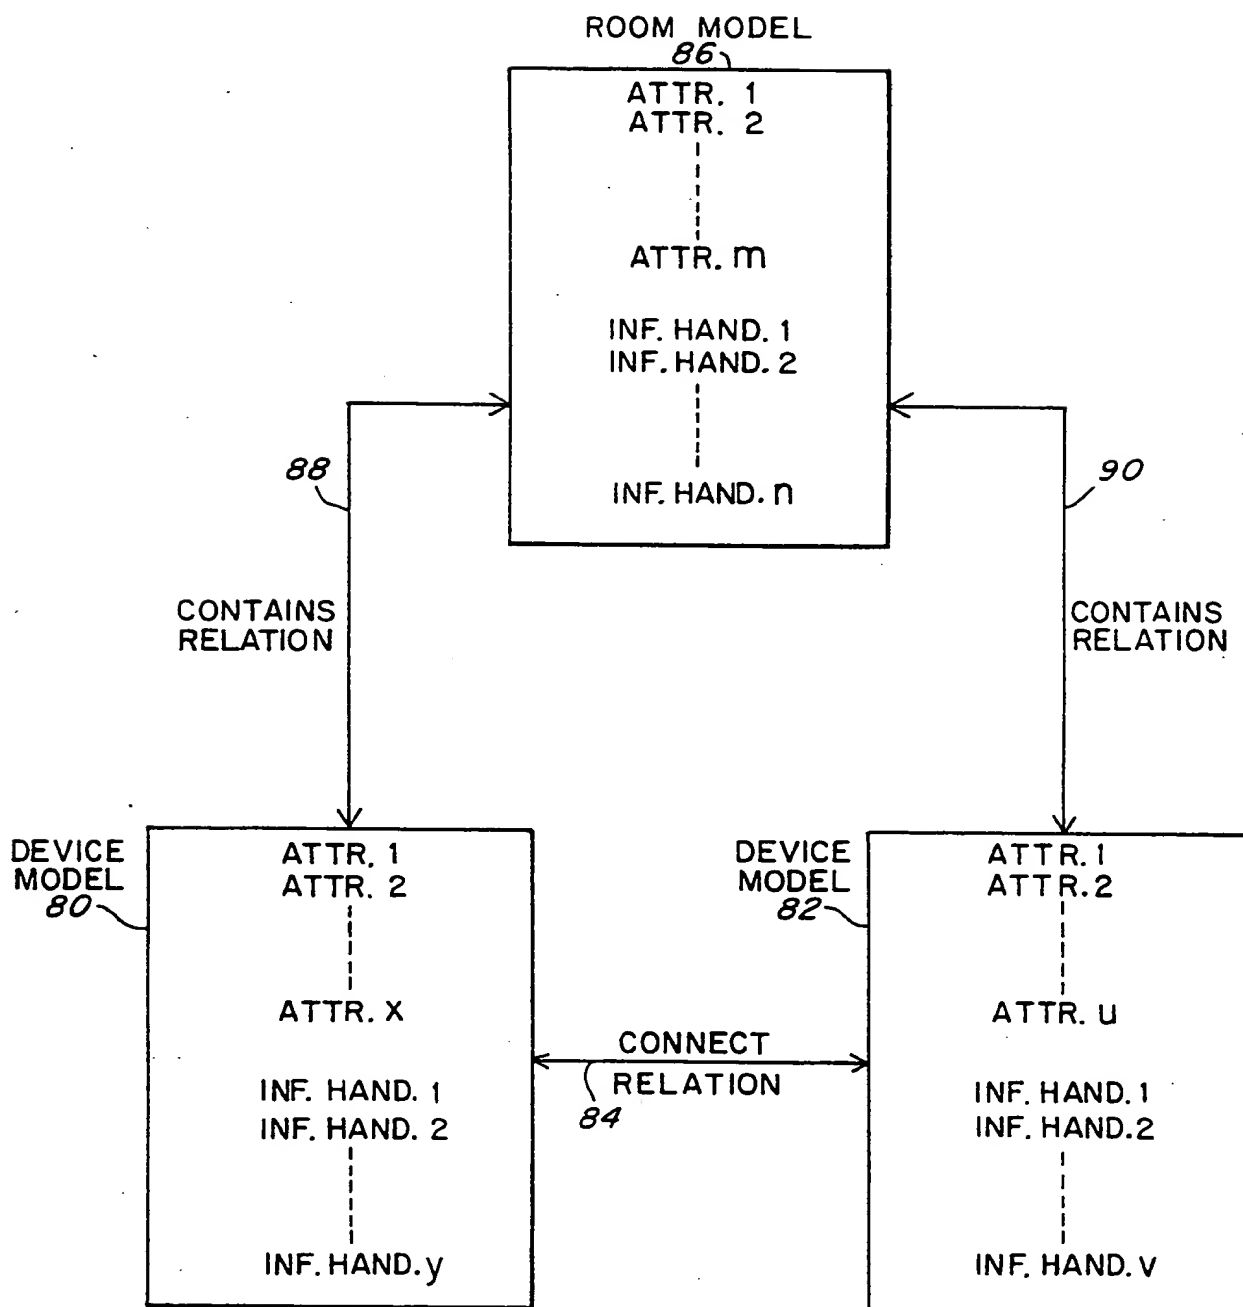 ROOM MODEL
86
ATTR. 1
ATTR. 2
ATTR. m
INF. HAND. 1
INF. HAND. 2
INF. HAND. n
88
90
CONTAINS
RELATION
CONTAINS
RELATION
DEVICE
MODEL
80
ATTR. 1
ATTR. 2
ATTR. x
INF. HAND. 1
INF. HAND. 2
INF. HAND. y
CONNECT
RELATION
84
DEVICE
MODEL
82
ATTR. 1
ATTR. 2
ATTR. u
INF. HAND. 1
INF. HAND. 2
INF. HAND. v